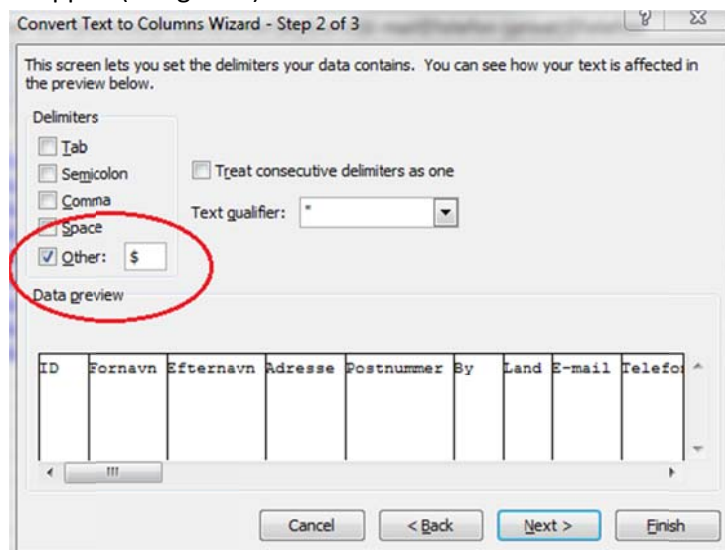 Convert Text to Columns Wizard - Step 2 of 3
This screen lets you set the delimiters your data contains. You can see how your text is affected in
the preview below.
Delimiters
Tab
Semicolon
Comma
Space
Other: $
Treat consecutive delimiters as one
Text qualifier: "
Data preview
ID Fornavn Efternavn Adresse Postnummer By Land E-mail Telefo
Cancel < Back Next > Finish